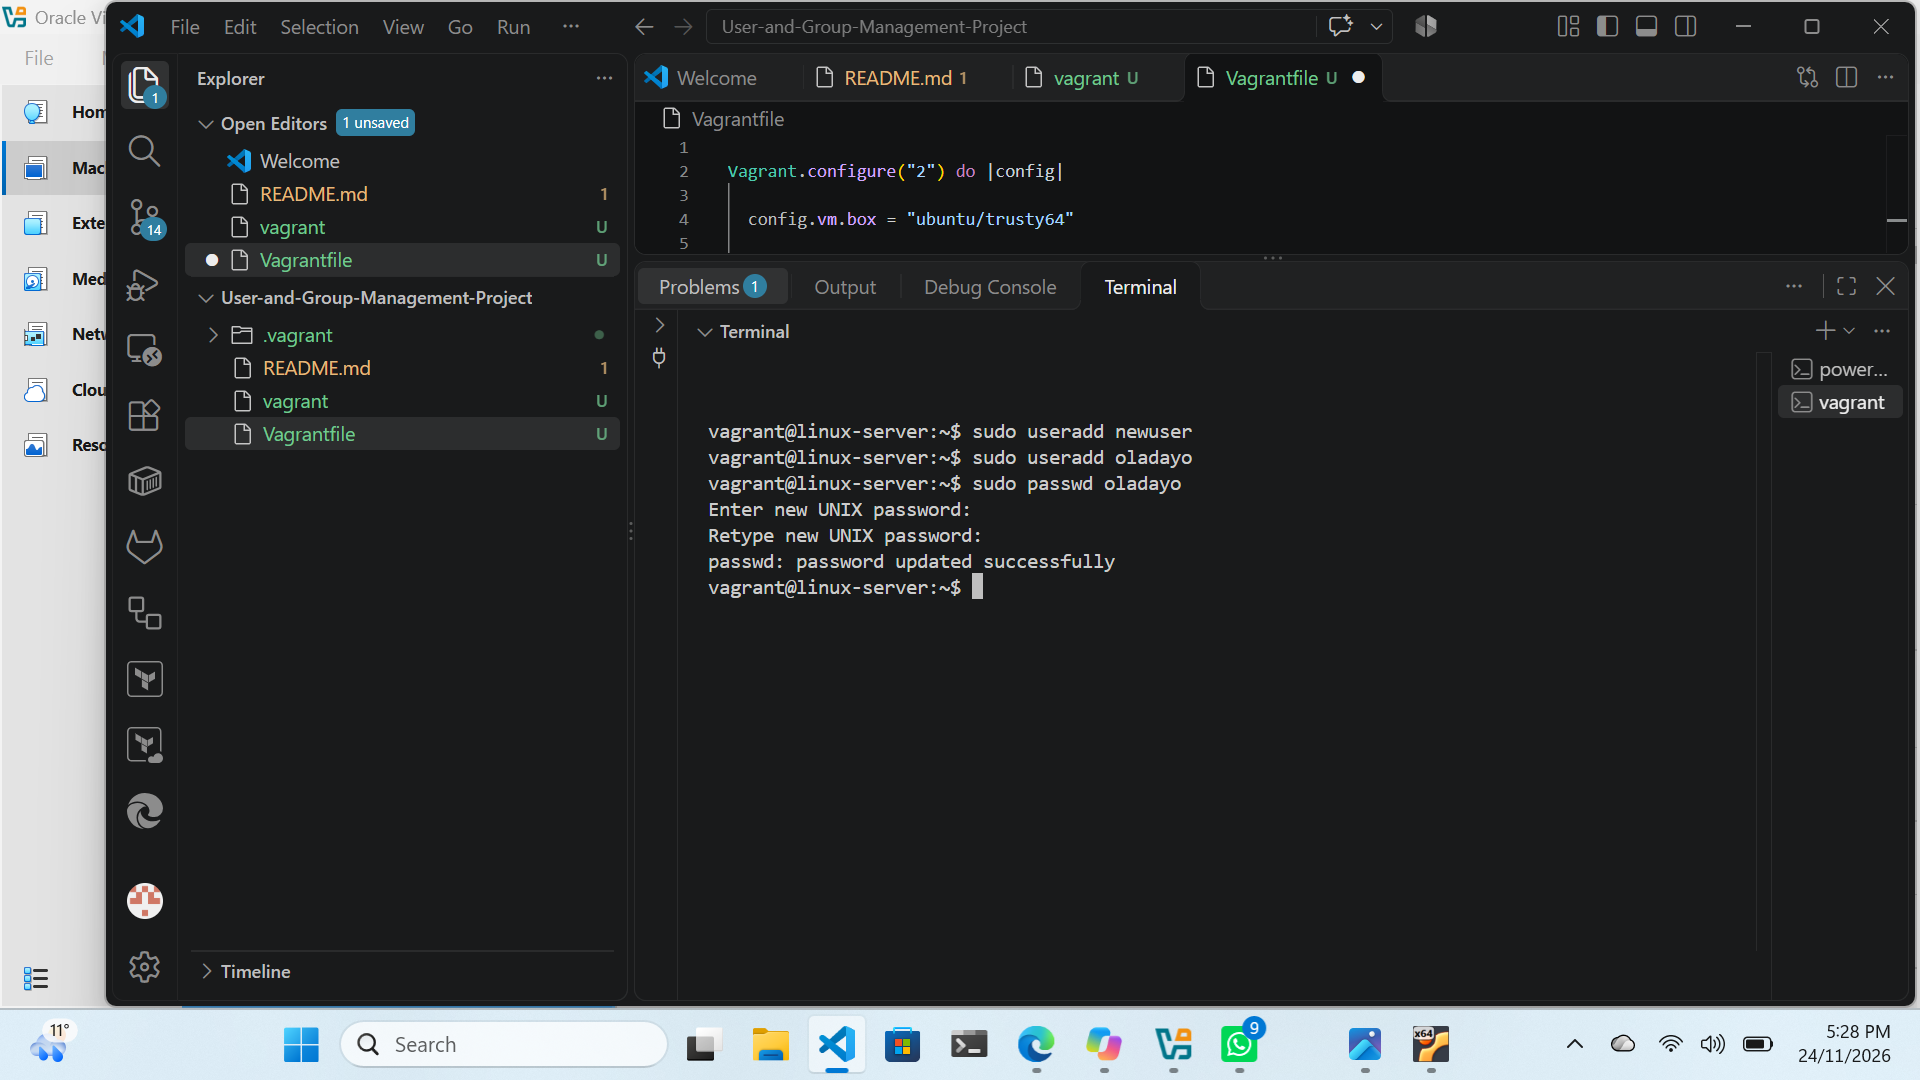 Oracle Vi
File
Hom
Mac
Exte
Med
Netw
Clou
Reso
File Edit Selection View Go Run ···
User-and-Group-Management-Project
Explorer
1
14
Open Editors 1 unsaved
Welcome
README.md 1
vagrant U
Vagrantfile U
User-and-Group-Management-Project
.vagrant
README.md 1
vagrant U
Vagrantfile U
Timeline
Welcome README.md 1 vagrant U Vagrantfile U
Vagrantfile
1
2 Vagrant.configure("2") do |config|
3
4 config.vm.box = "ubuntu/trusty64"
5
Problems 1 Output Debug Console Terminal
Terminal
power...
vagrant
vagrant@linux-server:~$ sudo useradd newuser
vagrant@linux-server:~$ sudo useradd oladayo
vagrant@linux-server:~$ sudo passwd oladayo
Enter new UNIX password:
Retype new UNIX password:
passwd: password updated successfully
vagrant@linux-server:~$
11°
Search
x64
9
5:28 PM
24/11/2026